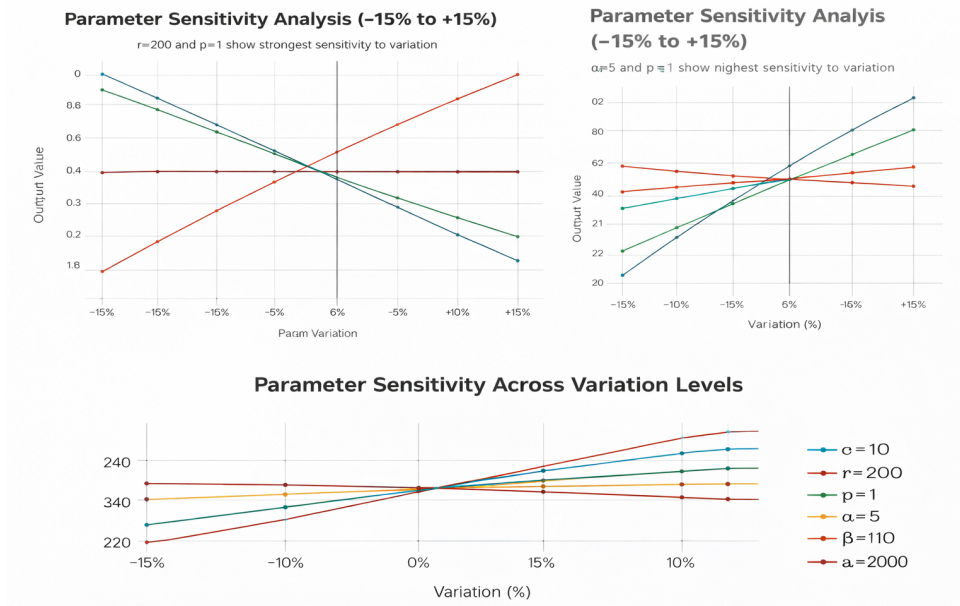 Parameter Sensitivity Analysis (−15% to +15%)
r=200 and p=1 show strongest sensitivity to variation
0
8.6
0.6
0.4
0.3
0.2
1.8
Output Value
−15%
−15%
−15%
−5%
6%
−5%
+10%
+15%
Param Variation
Parameter Sensitivity Analyis
(−15% to +15%)
α=5 and p=1 show highest sensitivity to variation
02
80
62
40
21
22
20
Output Value
−15%
−10%
−15%
6%
−16%
+15%
Variation (%)
Parameter Sensitivity Across Variation Levels
240
340
220
−15%
−10%
0%
15%
10%
Variation (%)
c=10
r=200
p=1
α=5
β=110
a=2000